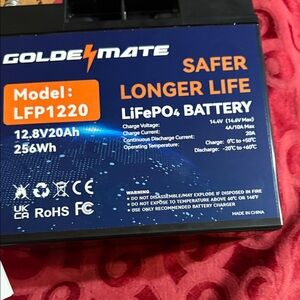 GOLDENMATE
SAFER
LONGER LIFE
LiFePO₄ BATTERY
Model:
LFP1220
12.8V20Ah
256Wh
Charge Voltage: 14.4V (14.6V Max)
Charge Current: 4A/10A Max
Continuous Discharge Current: 20A
Operating Temperature: Charge: 0°C to +50°C
Discharge: -20°C to +60°C
UK
CA
RoHS FC
WARNING
• DO NOT DISASSEMBLE/MAY EXPLODE IF DISPOSED IN FIRE
• DO NOT EXPOSE TO TEMPERATURE ABOVE 60°C OR 140°F
• USE ONLY RECOMMENDED BATTERY CHARGER
MADE IN CHINA